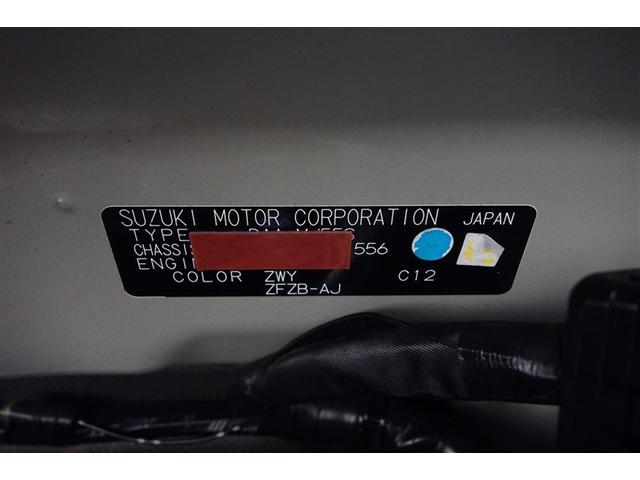 SUZUKI MOTOR CORPORATION JAPAN
TYPE
CHASSIS 556
ENGI
COLOR ZWY C12
ZFZB-AJ